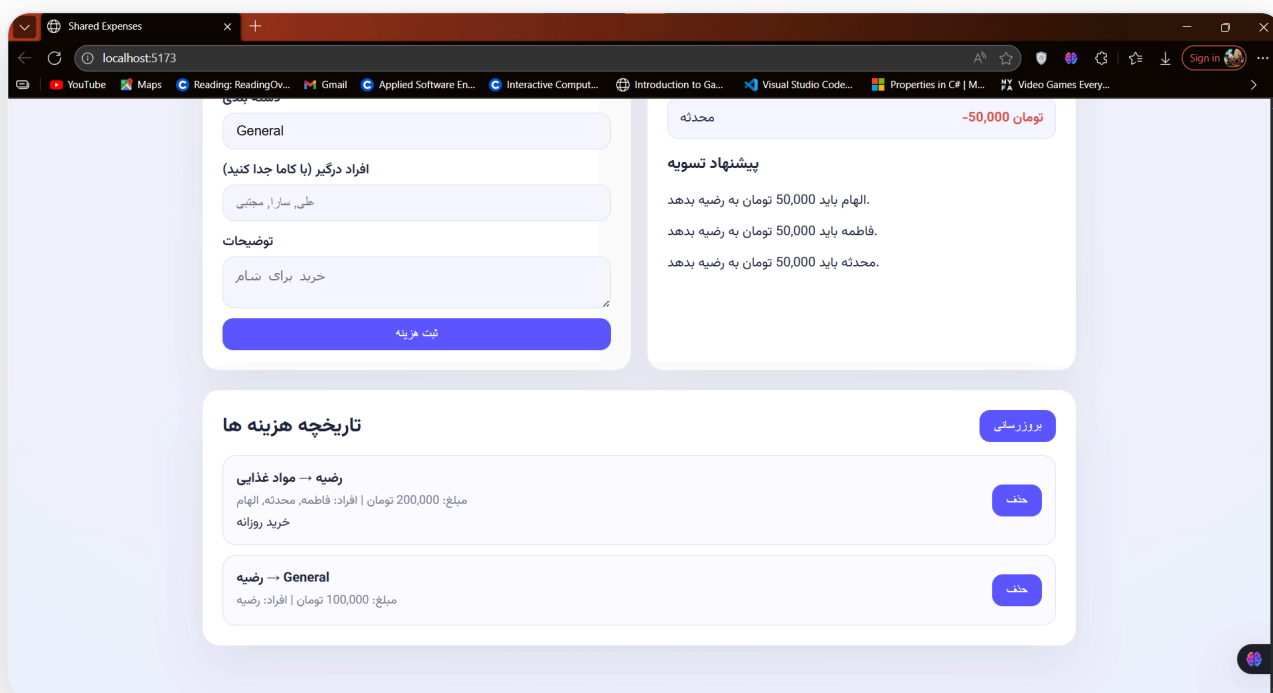 Shared Expenses
localhost:5173
Sign in
YouTube
Maps
Reading: ReadingOv...
Gmail
Applied Software En...
Interactive Comput...
Introduction to Ga...
Visual Studio Code...
Properties in C# | M...
Video Games Every...
دسته بندی
General
افراد درگیر (با کاما جدا کنید)
علی, سارا, مجتبی
توضیحات
خرید برای شام
ثبت هزینه
محدثه
-50,000 تومان
پیشنهاد تسویه
الهام باید 50,000 تومان به رضیه بدهد.
فاطمه باید 50,000 تومان به رضیه بدهد.
محدثه باید 50,000 تومان به رضیه بدهد.
تاریخچه هزینه ها
بروزرسانی
رضیه → مواد غذایی
مبلغ: 200,000 تومان | افراد: فاطمه, محدثه, الهام
خرید روزانه
حذف
رضیه → General
مبلغ: 100,000 تومان | افراد: رضیه
حذف